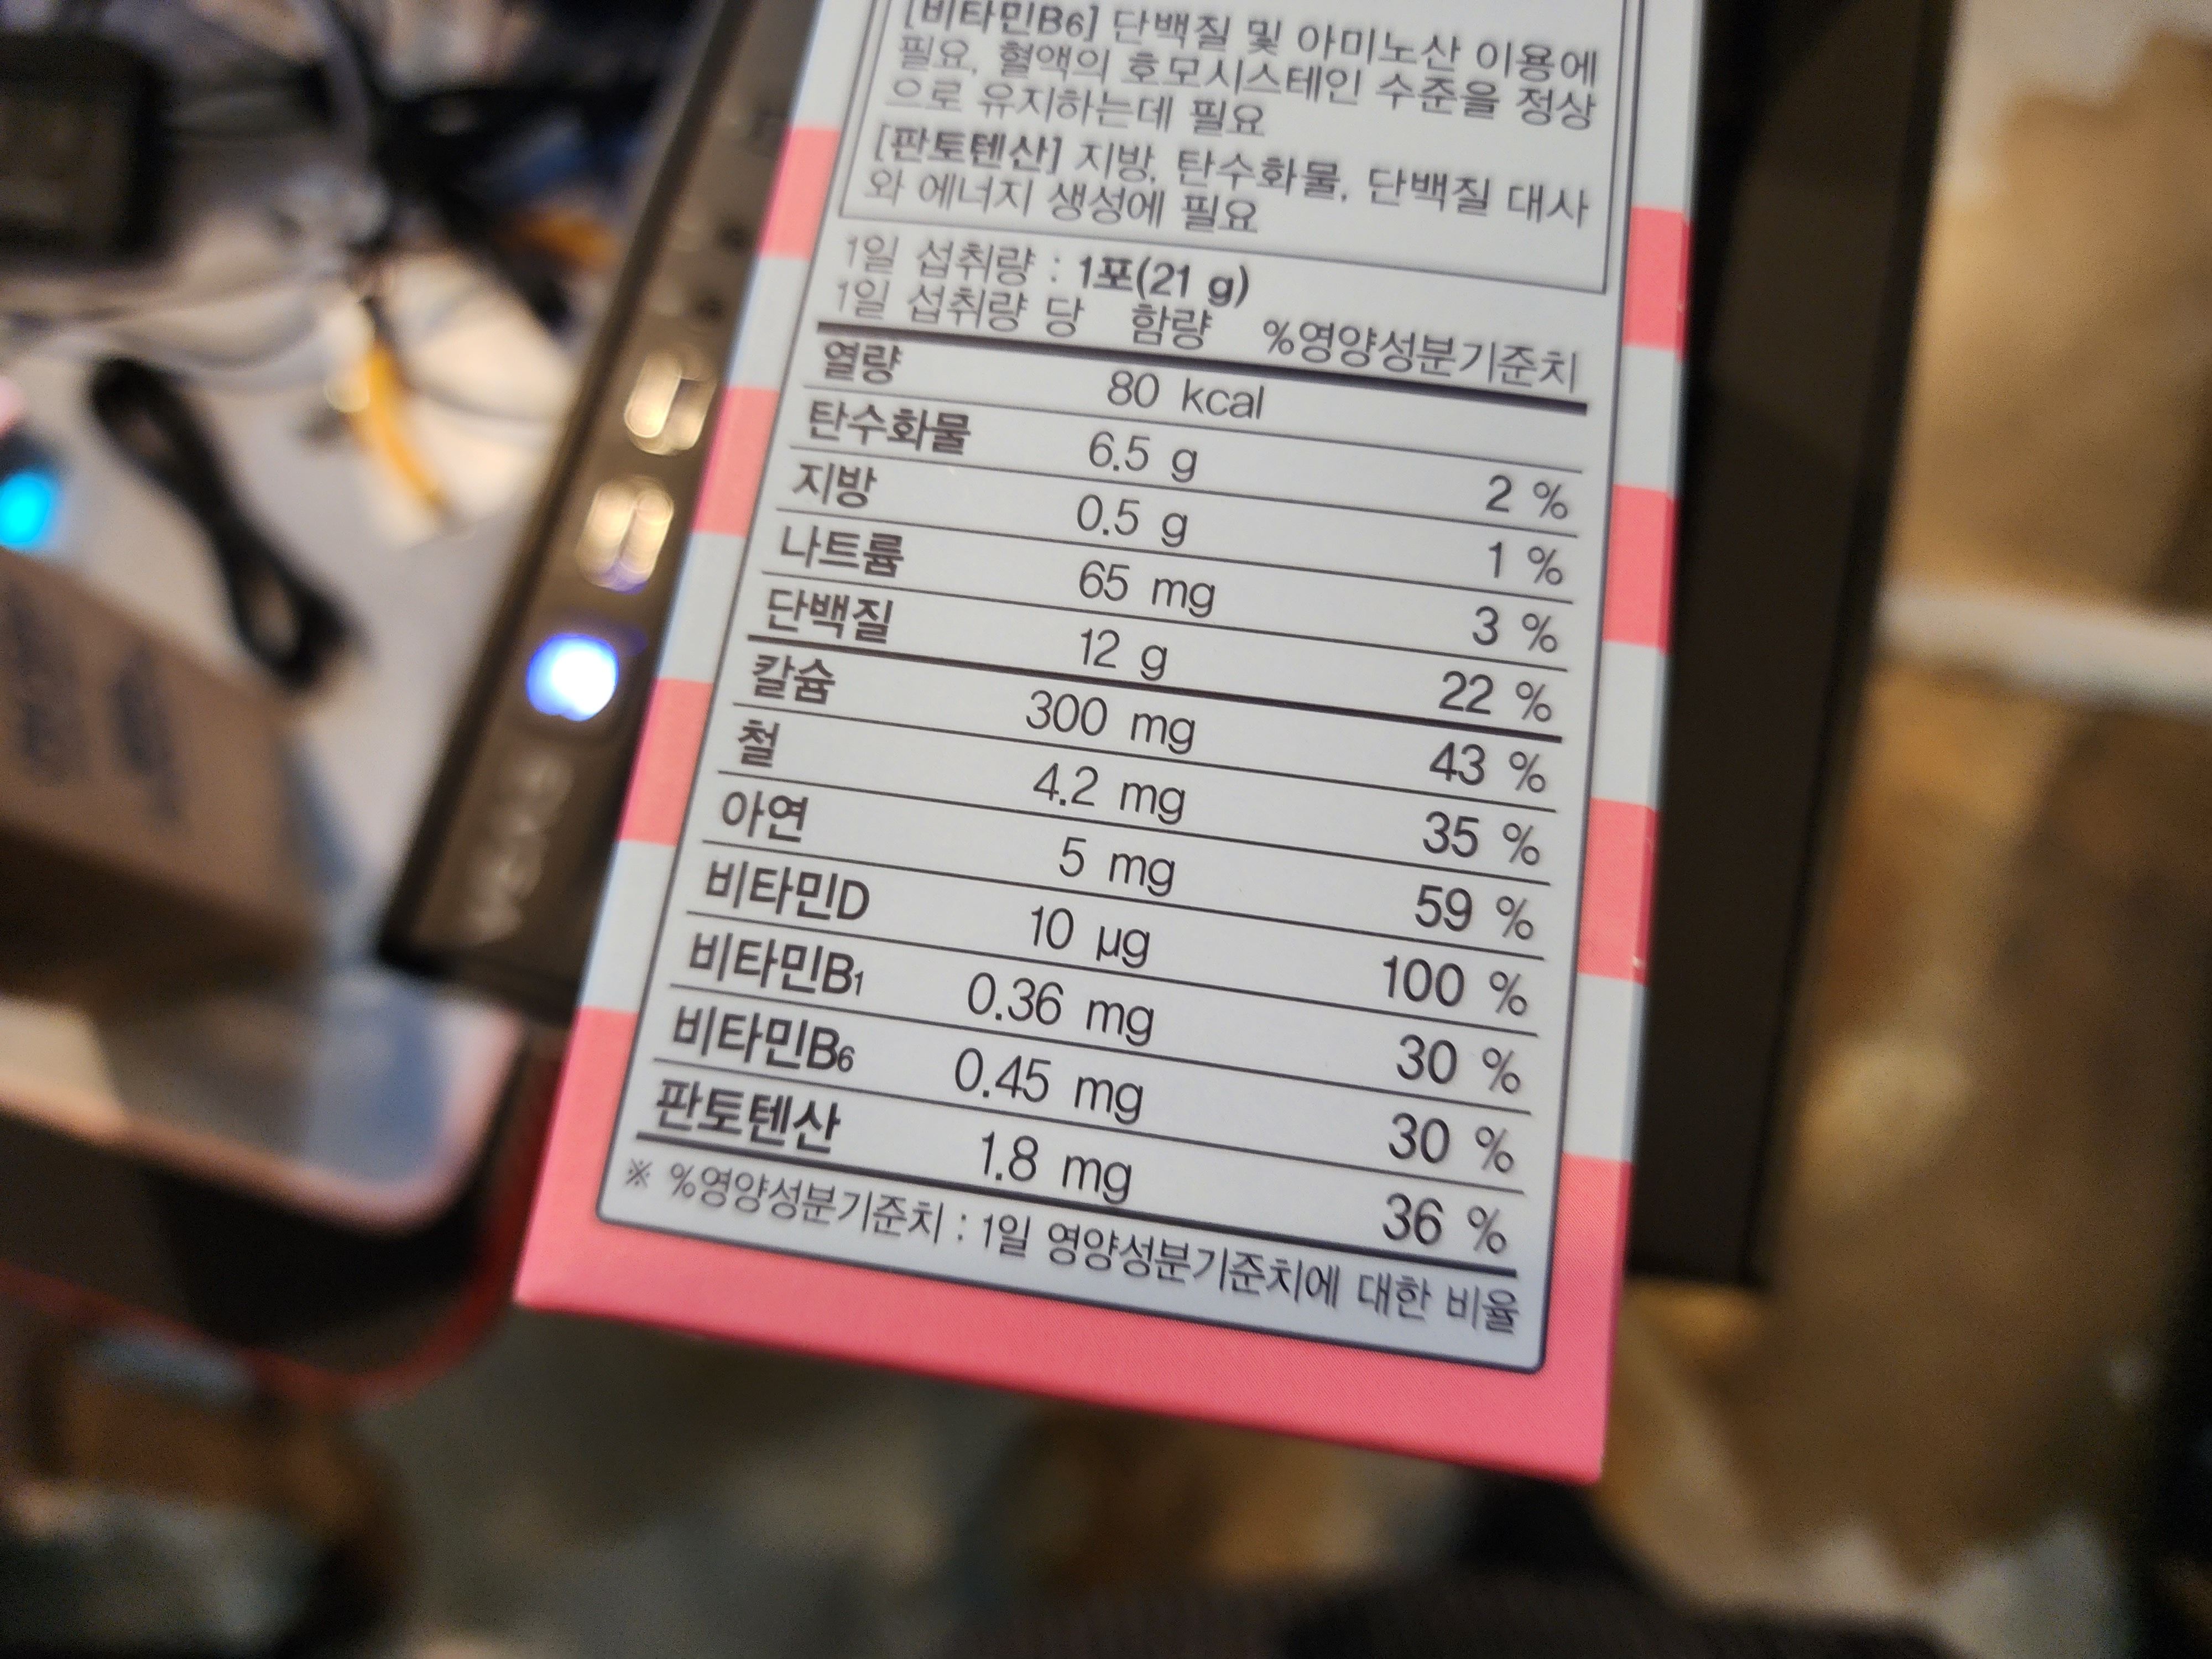 [비타민B6] 단백질 및 아미노산 이용에
필요, 혈액의 호모시스테인 수준을 정상
으로 유지하는데 필요
[판토텐산] 지방, 탄수화물, 단백질 대사
와 에너지 생성에 필요
1일 섭취량 : 1포(21 g)
1일 섭취량 당 함량 %영양성분기준치
열량 80 kcal
탄수화물 6.5 g 2 %
지방 0.5 g 1 %
나트륨 65 mg 3 %
단백질 12 g 22 %
칼슘 300 mg 43 %
철 4.2 mg 35 %
아연 5 mg 59 %
비타민D 10 µg 100 %
비타민B1 0.36 mg 30 %
비타민B6 0.45 mg 30 %
판토텐산 1.8 mg 36 %
※ %영양성분기준치 : 1일 영양성분기준치에 대한 비율